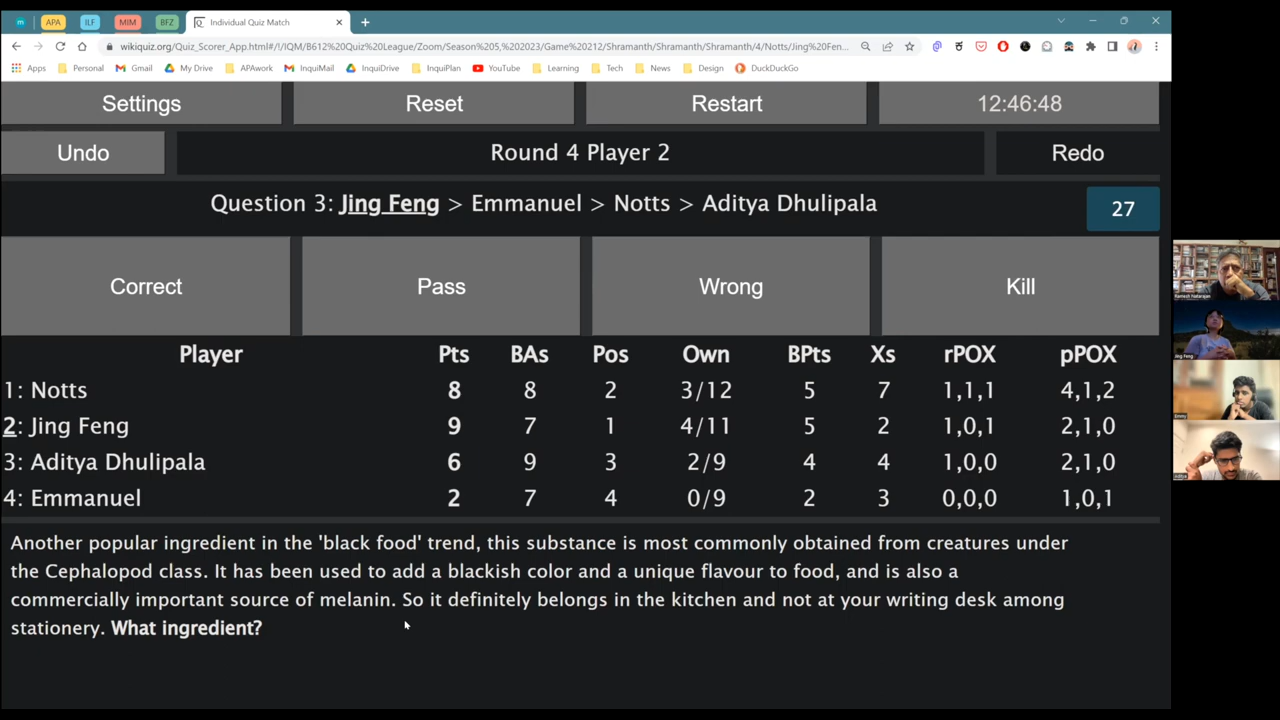 APA ILF MIM BFZ Individual Quiz Match
wikiquiz.org/Quiz_Scorer_App.html#/!/IQM/B612%20Quiz%20League/Zoom/Season%205,%202023/Game%20212/Shramanth/Shramanth/Shramanth/4/Notts/Jing%20Fen...
Apps Personal Gmail My Drive APAwork InquiMail InquiDrive InquiPlan YouTube Learning Tech News Design DuckDuckGo
Settings Reset Restart 12:46:48
Undo Round 4 Player 2 Redo
Question 3: Jing Feng > Emmanuel > Notts > Aditya Dhulipala 27
Correct Pass Wrong Kill
Player Pts BAs Pos Own BPts Xs rPOX pPOX
1: Notts 8 8 2 3/12 5 7 1,1,1 4,1,2
2: Jing Feng 9 7 1 4/11 5 2 1,0,1 2,1,0
3: Aditya Dhulipala 6 9 3 2/9 4 4 1,0,0 2,1,0
4: Emmanuel 2 7 4 0/9 2 3 0,0,0 1,0,1
Another popular ingredient in the 'black food' trend, this substance is most commonly obtained from creatures under
the Cephalopod class. It has been used to add a blackish color and a unique flavour to food, and is also a
commercially important source of melanin. So it definitely belongs in the kitchen and not at your writing desk among
stationery. What ingredient?
Ramesh Natarajan
Jing Feng
Emmy